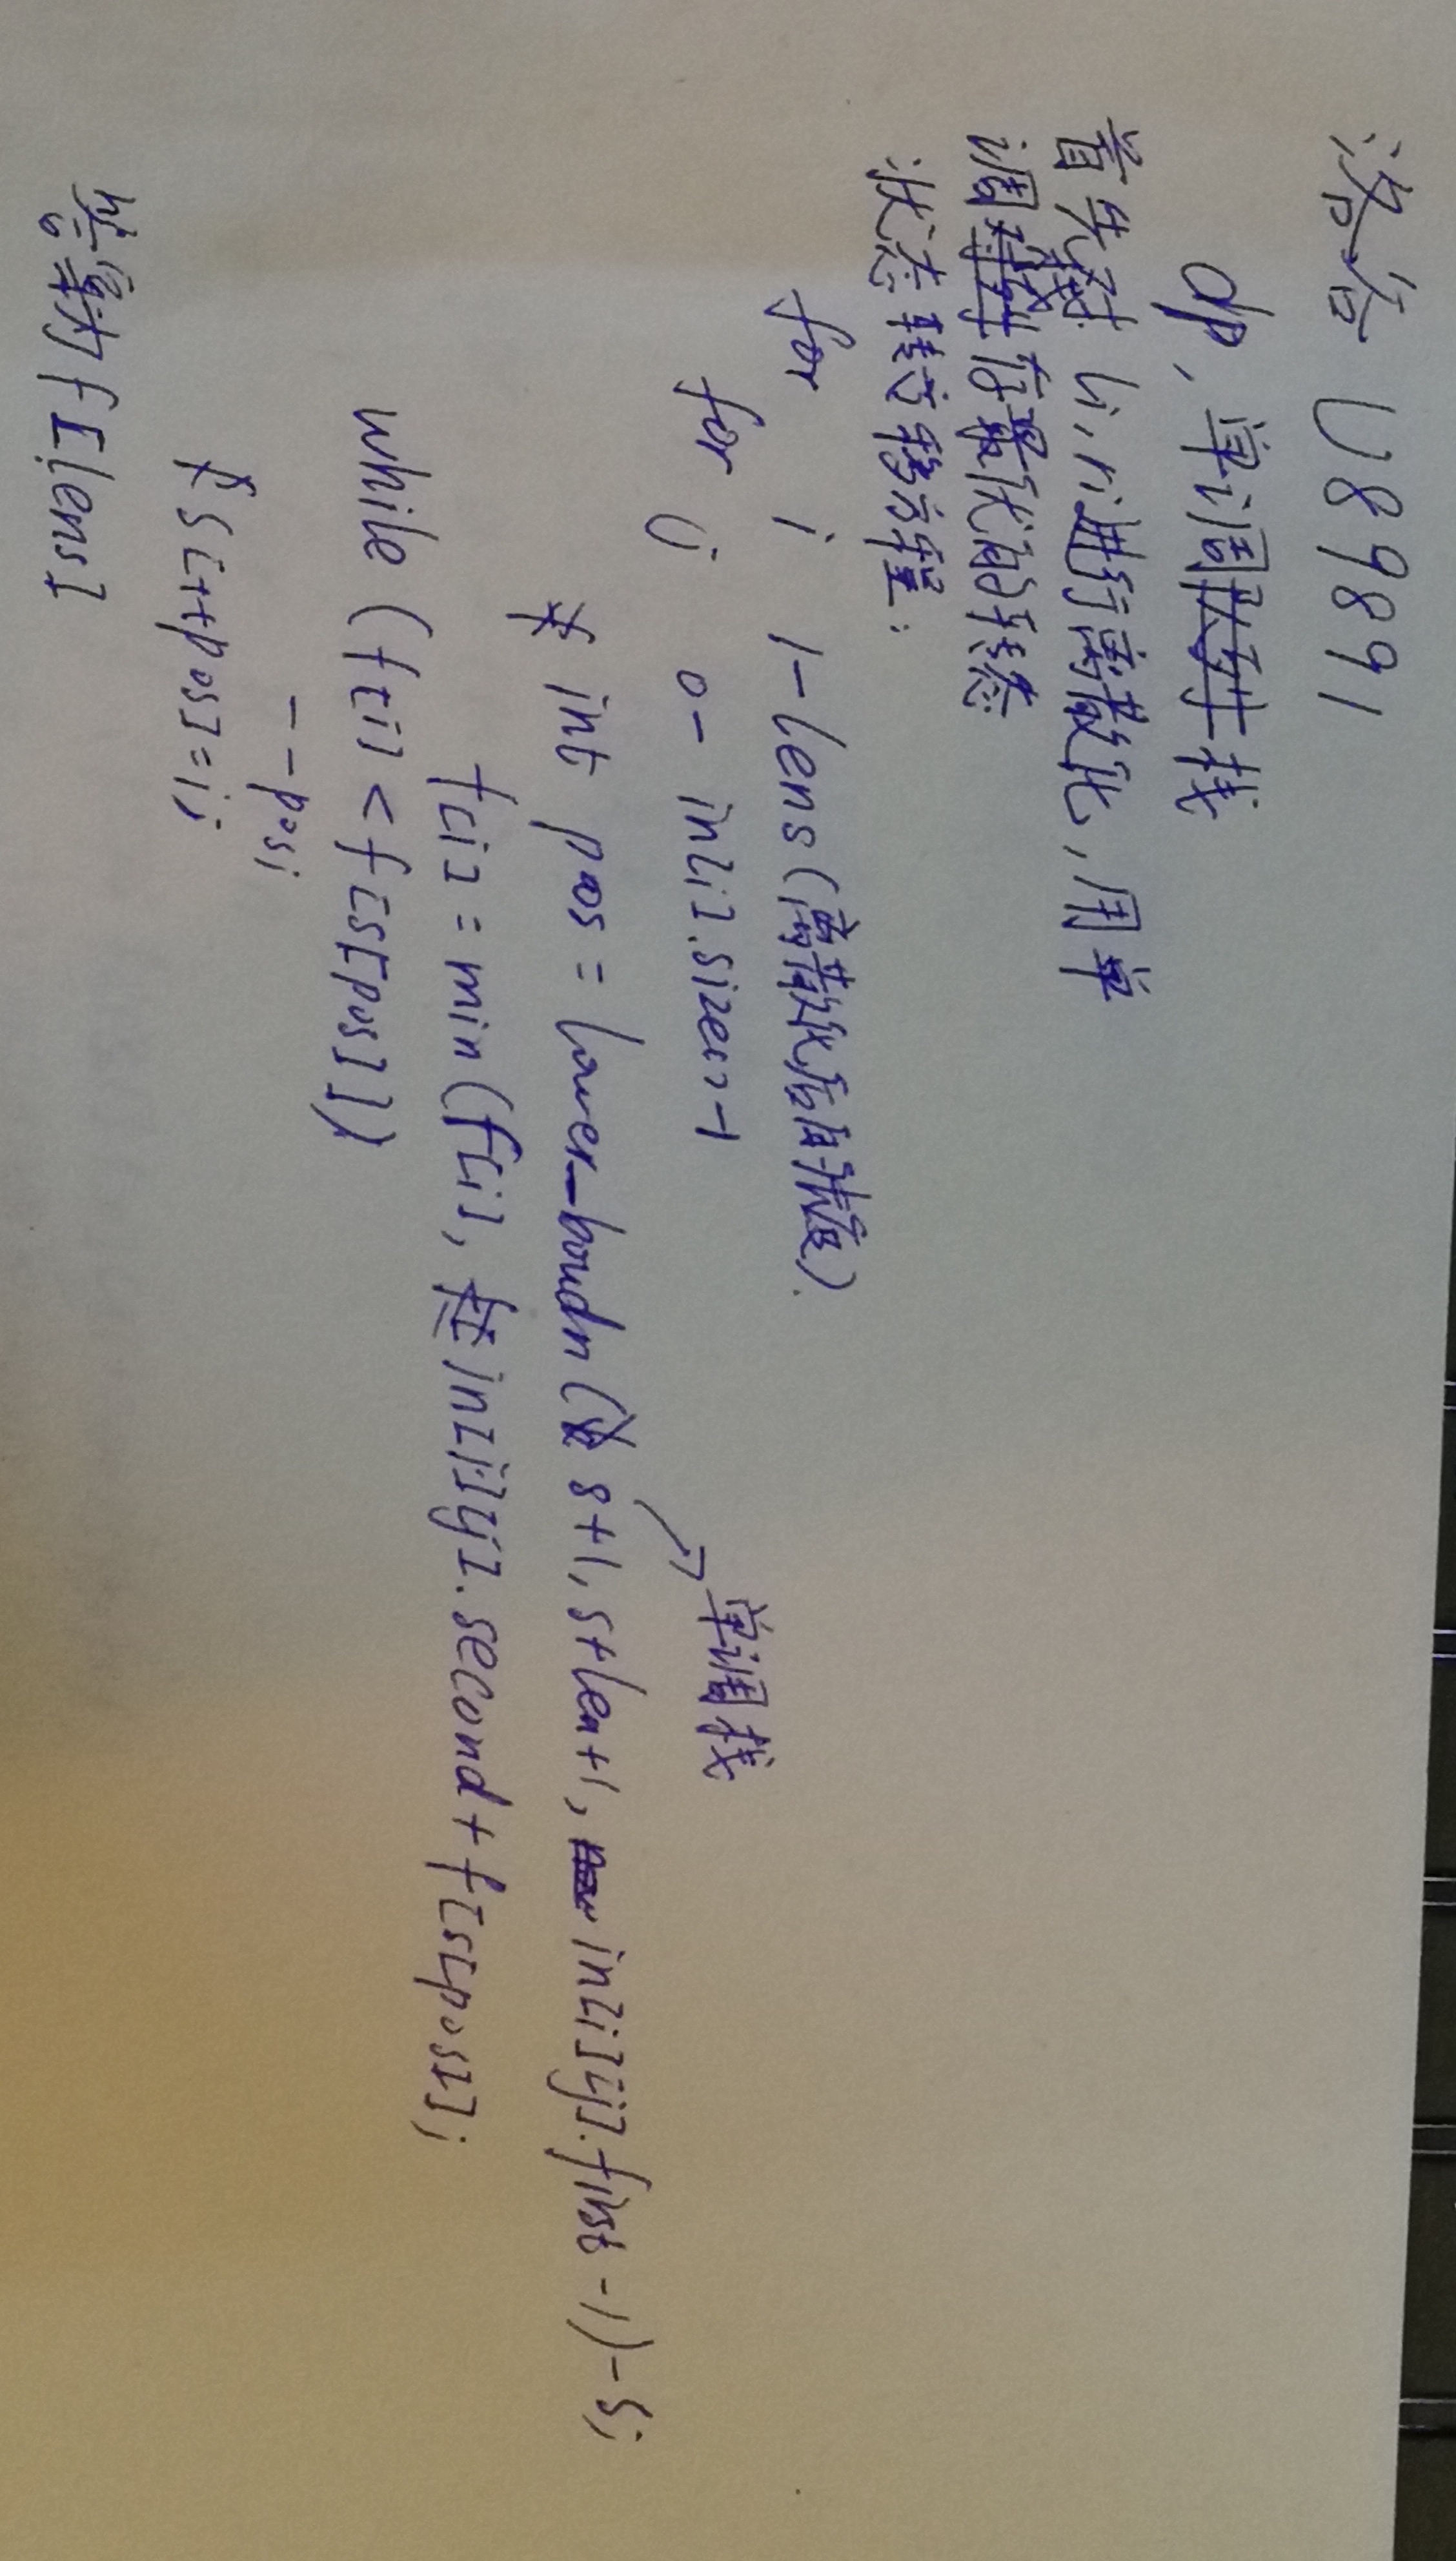 洛谷 U89891
dp,单调栈
首先对 li,ri进行离散化,用单
调栈存最优的转态
状态转移方程:
for i 1-lens(离散化后的长度).
for j 0- in[i].size()-1
单调栈
int pos = lower_boudn(s+1, s+len+1, in[i][j].first -1)-s;
f[i] = min(f[i], in[i][j].second + f[s[pos]];
while (f[i] < f[s[pos]])
--pos;
s[++pos]=i;
答案为f[lens]